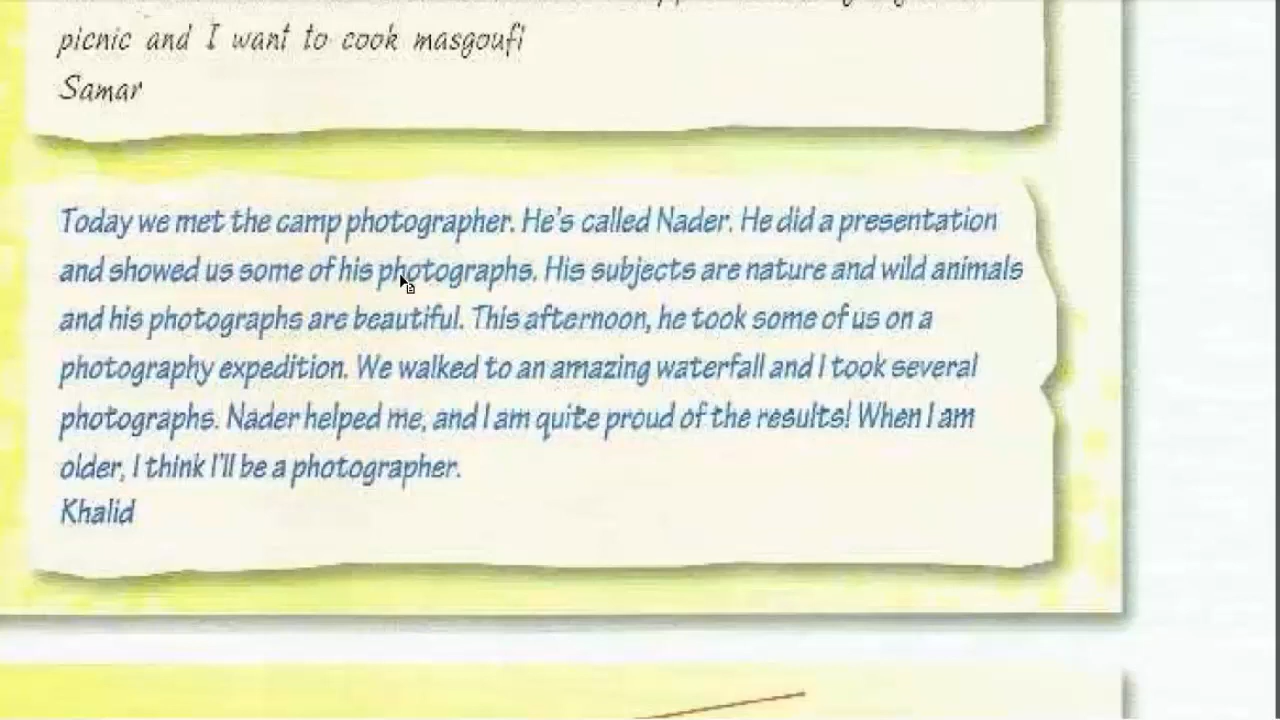 picnic and I want to cook masgoufi
Samar
Today we met the camp photographer. He's called Nader. He did a presentation
and showed us some of his photographs. His subjects are nature and wild animals
and his photographs are beautiful. This afternoon, he took some of us on a
photography expedition. We walked to an amazing waterfall and I took several
photographs. Nader helped me, and I am quite proud of the results! When I am
older, I think I'll be a photographer.
Khalid